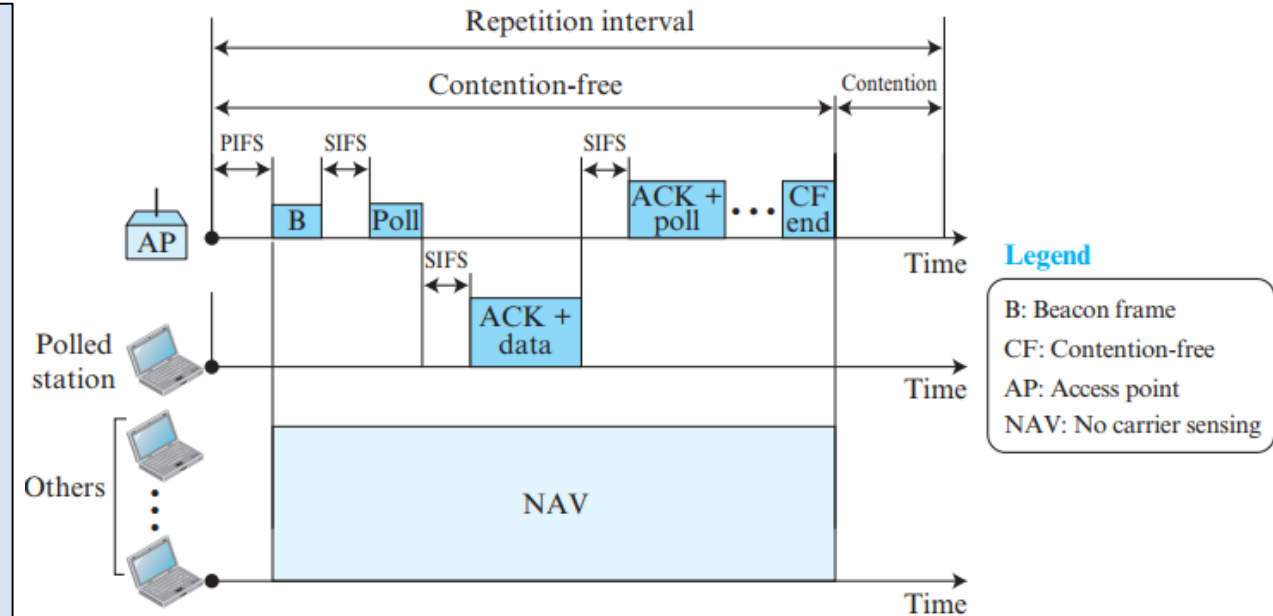 Repetition interval
Contention-free
Contention
PIFS
SIFS
SIFS
B
Poll
ACK +
poll
CF
end
AP
Time
SIFS
ACK +
data
Polled
station
Time
Others
NAV
Time
Legend
B: Beacon frame
CF: Contention-free
AP: Access point
NAV: No carrier sensing